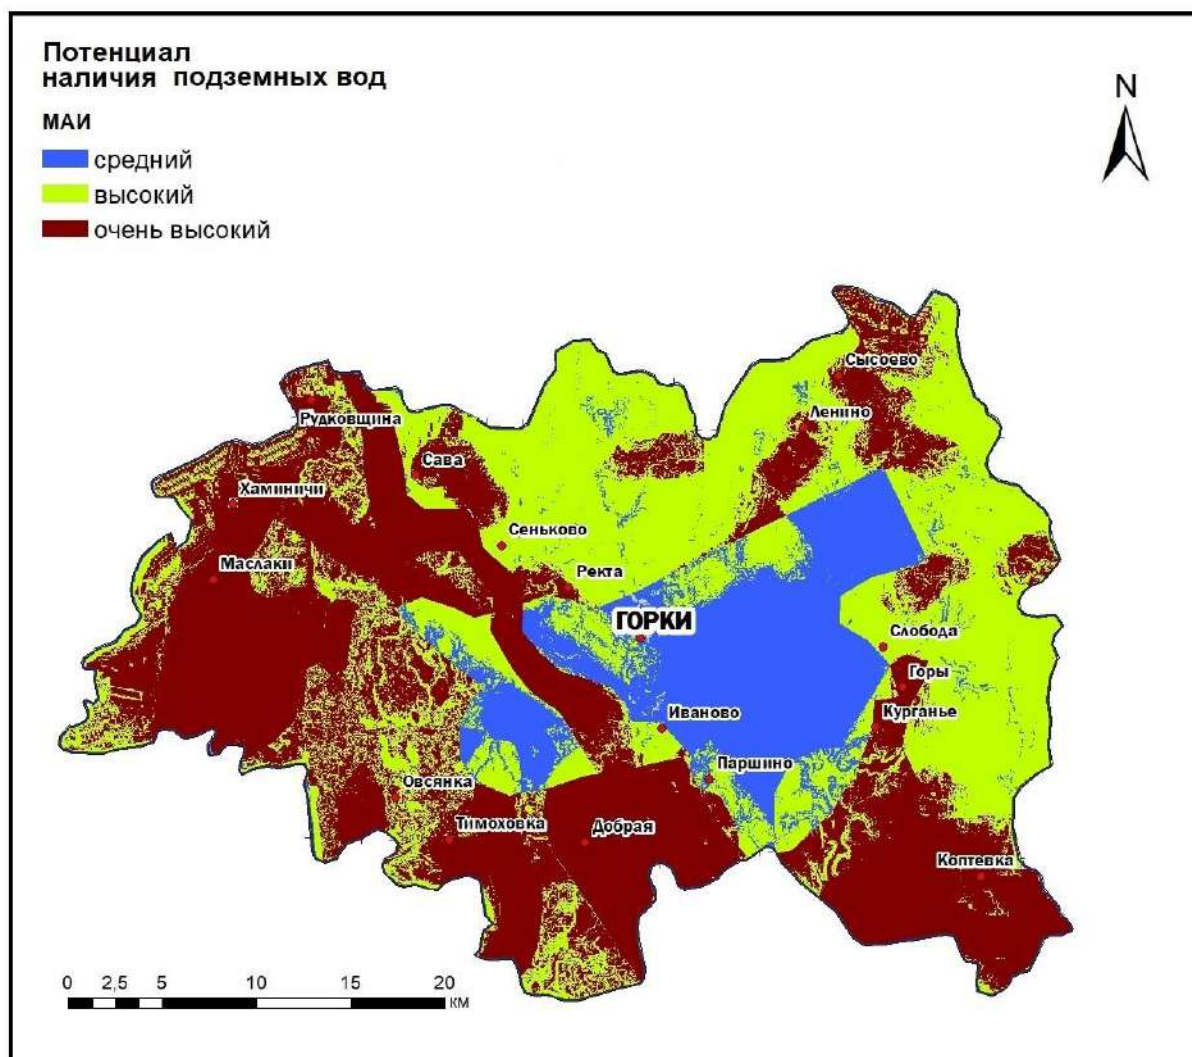 Потенциал
наличия подземных вод
МАИ
средний
высокий
очень высокий
N
Сысоево
Ленино
Рудковщина
Сава
Хаминичи
Сеньково
Маслаки
Ректа
ГОРКИ
Слобода
Горы
Курганье
Иваново
Паршино
Овсянка
Тимоховка
Добрая
Коптевка
0 2,5 5 10 15 20
км